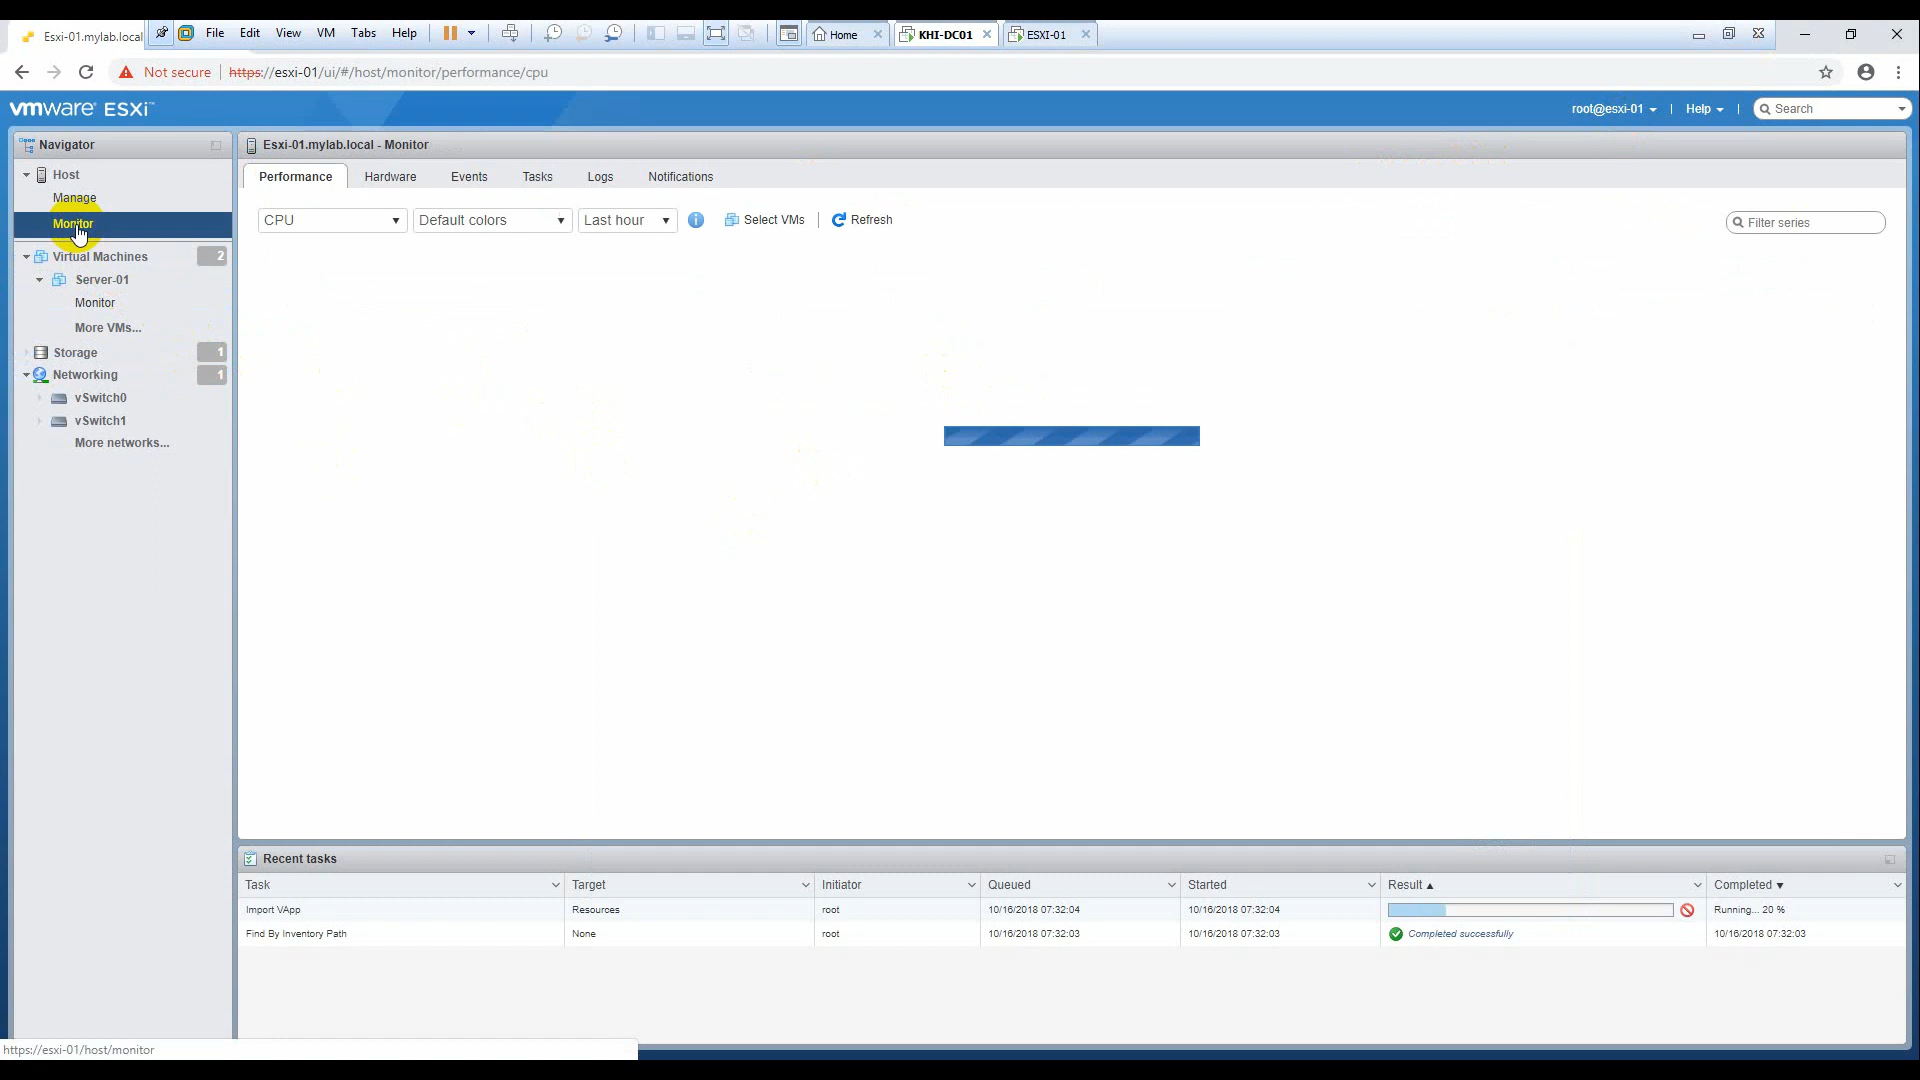 Esxi-01.mylab.local
File Edit View VM Tabs Help
Home
KHI-DC01
ESXI-01
Not secure https://esxi-01/ui/#/host/monitor/performance/cpu
vmware ESXi™
root@esxi-01 | Help | Search
Navigator
Host
Manage
Monitor
Virtual Machines 2
Server-01
Monitor
More VMs...
Storage 1
Networking 1
vSwitch0
vSwitch1
More networks...
Esxi-01.mylab.local - Monitor
Performance Hardware Events Tasks Logs Notifications
CPU Default colors Last hour Select VMs Refresh Filter series
Recent tasks
Task Target Initiator Queued Started Result Completed
Import VApp Resources root 10/16/2018 07:32:04 10/16/2018 07:32:04 Running... 20 %
Find By Inventory Path None root 10/16/2018 07:32:03 10/16/2018 07:32:03 Completed successfully 10/16/2018 07:32:03
https://esxi-01/host/monitor